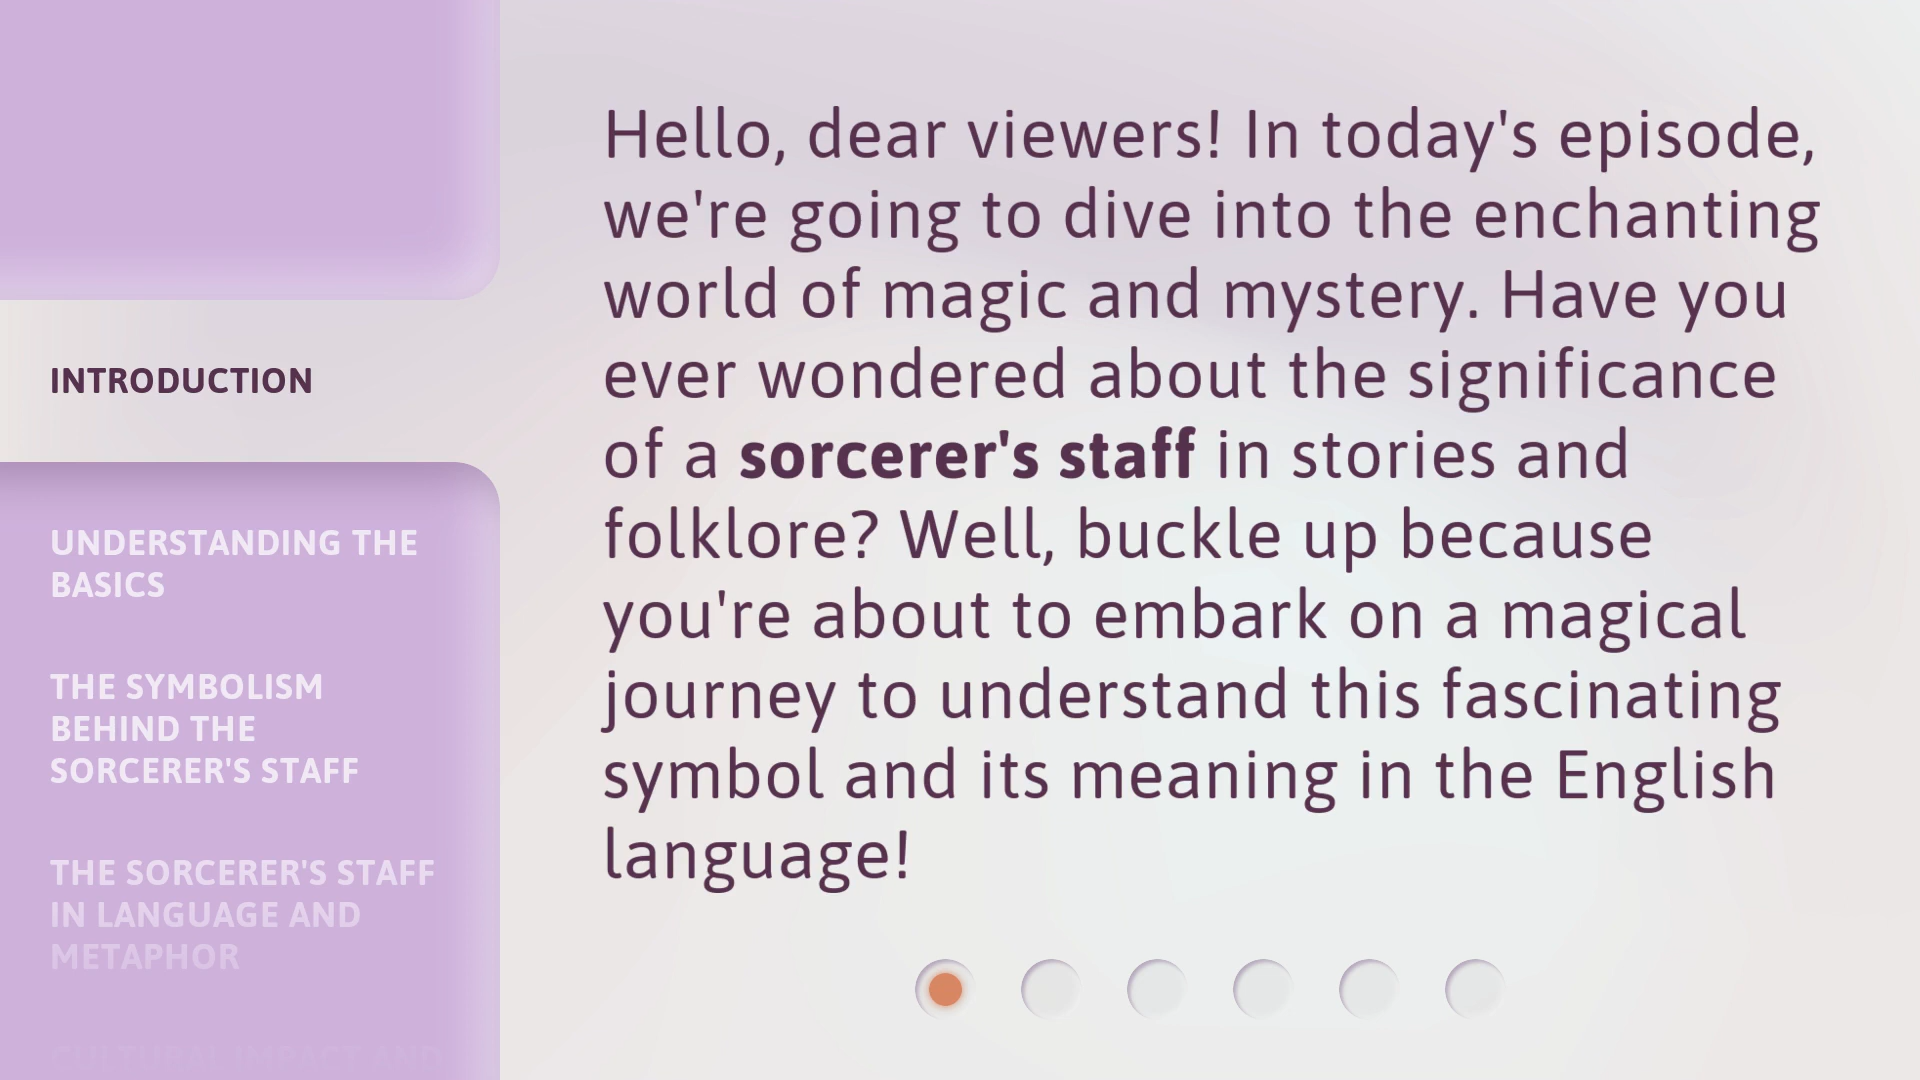 INTRODUCTION
UNDERSTANDING THE
BASICS
THE SYMBOLISM
BEHIND THE
SORCERER'S STAFF
THE SORCERER'S STAFF
IN LANGUAGE AND
METAPHOR
CULTURAL IMPACT AND
Hello, dear viewers! In today's episode,
we're going to dive into the enchanting
world of magic and mystery. Have you
ever wondered about the significance
of a sorcerer's staff in stories and
folklore? Well, buckle up because
you're about to embark on a magical
journey to understand this fascinating
symbol and its meaning in the English
language!